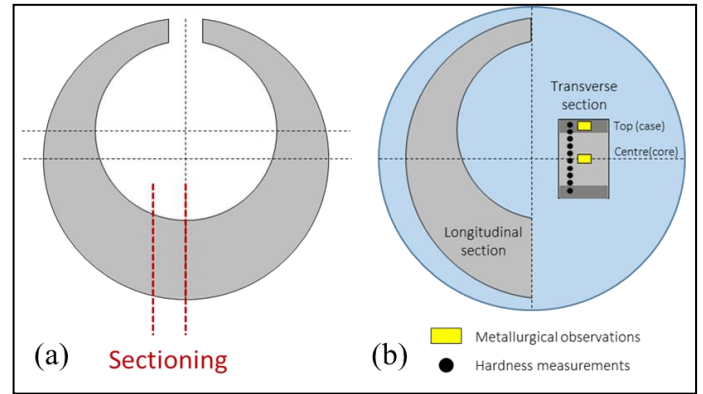 Transverse
section
Top (case)
Centre(core)
Longitudinal
section
(a)
Sectioning
(b)
Metallurgical observations
Hardness measurements